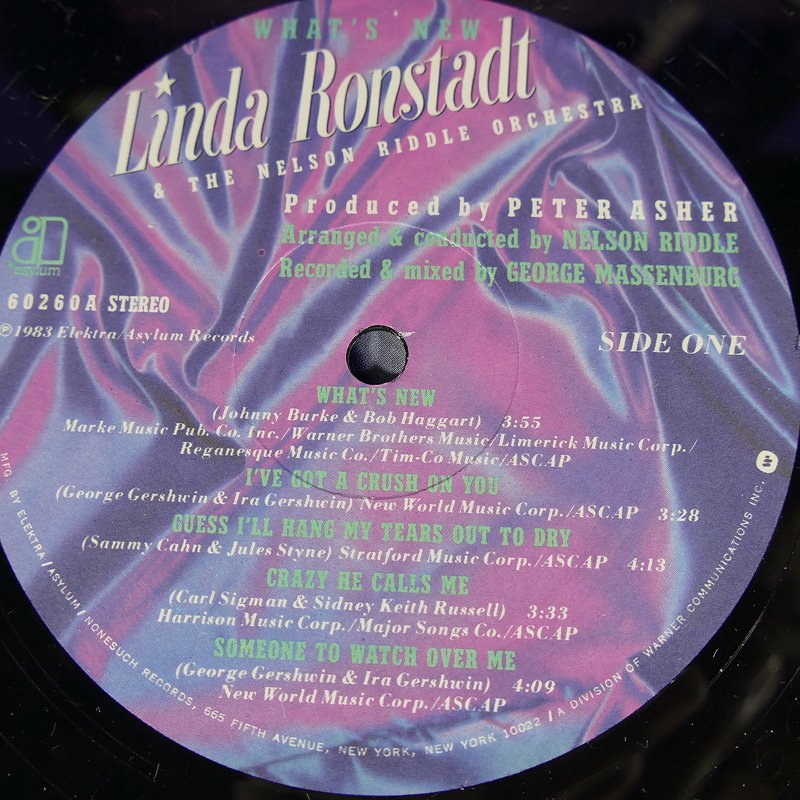 WHAT'S NEW
Linda Ronstadt
& THE NELSON RIDDLE ORCHESTRA
Produced by PETER ASHER
Arranged & conducted by NELSON RIDDLE
Recorded & mixed by GEORGE MASSENBURG
asylum
60260A STEREO
℗1983 Elektra/Asylum Records
SIDE ONE
WHAT'S NEW
(Johnny Burke & Bob Haggart) 3:55
Marke Music Pub. Co. Inc./Warner Brothers Music/Limerick Music Corp./
Reganesque Music Co./Tim-Co Music/ASCAP
I'VE GOT A CRUSH ON YOU
(George Gershwin & Ira Gershwin) New World Music Corp./ASCAP 3:28
GUESS I'LL HANG MY TEARS OUT TO DRY
(Sammy Cahn & Jules Styne) Stratford Music Corp./ASCAP 4:13
CRAZY HE CALLS ME
(Carl Sigman & Sidney Keith Russell) 3:33
Harrison Music Corp./Major Songs Co./ASCAP
SOMEONE TO WATCH OVER ME
(George Gershwin & Ira Gershwin) 4:09
New World Music Corp./ASCAP
MFG BY ELEKTRA/ASYLUM/NONESUCH RECORDS, 665 FIFTH AVENUE, NEW YORK, NEW YORK 10022/A DIVISION OF WARNER COMMUNICATIONS INC.